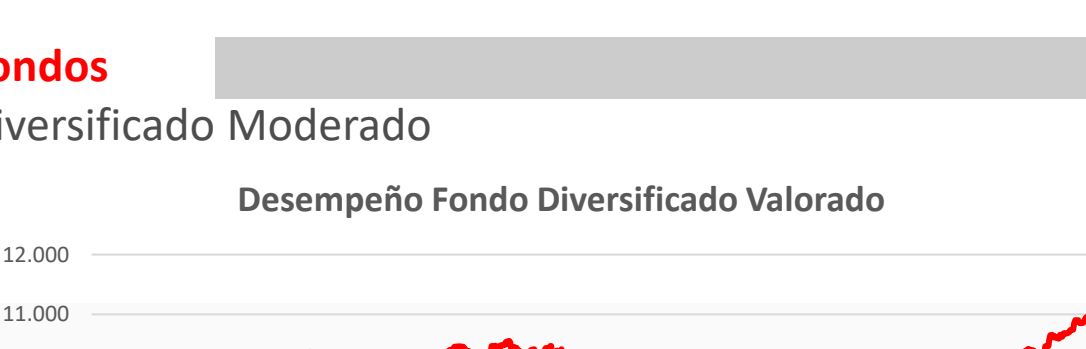 ondos
iversificado Moderado
Desempeño Fondo Diversificado Valorado
12.000
11.000